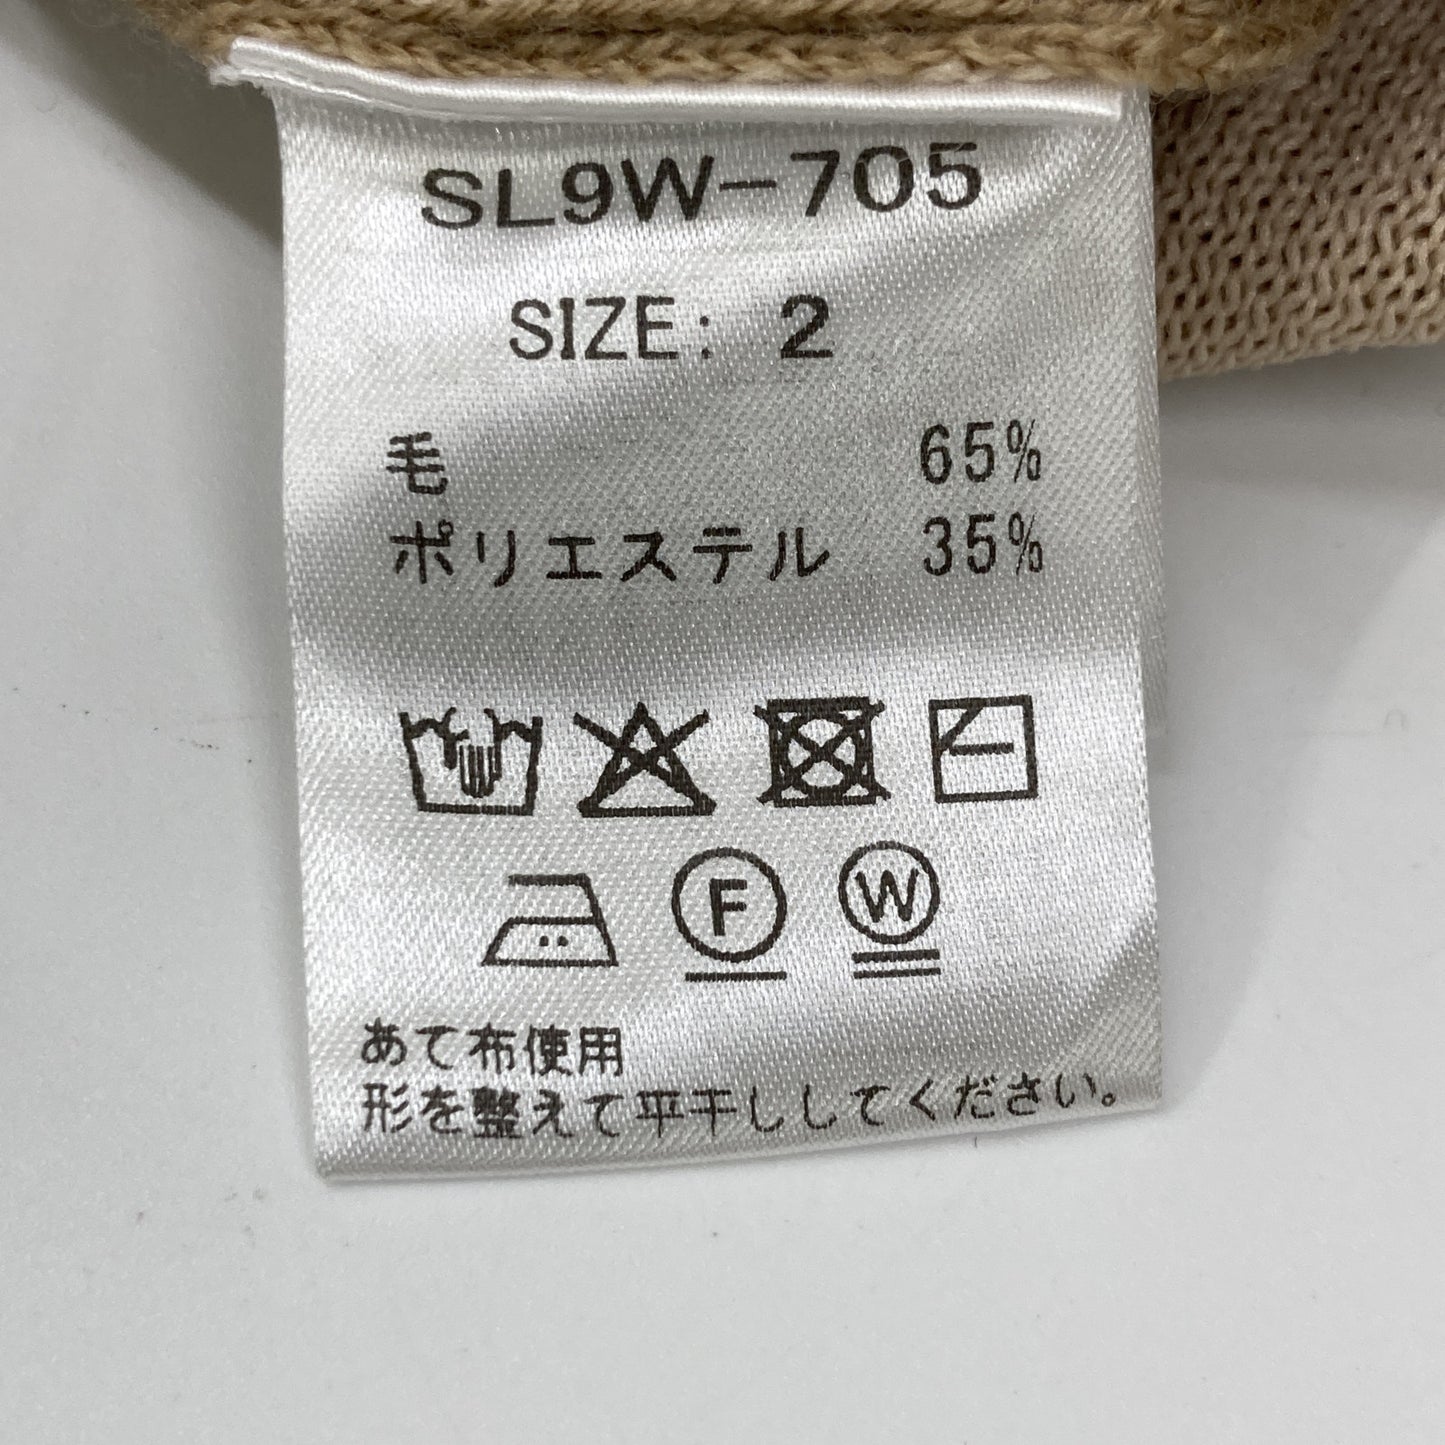 SL9W-705
SIZE: 2
毛 65%
ポリエステル 35%
F W
あて布使用
形を整えて平干ししてください。